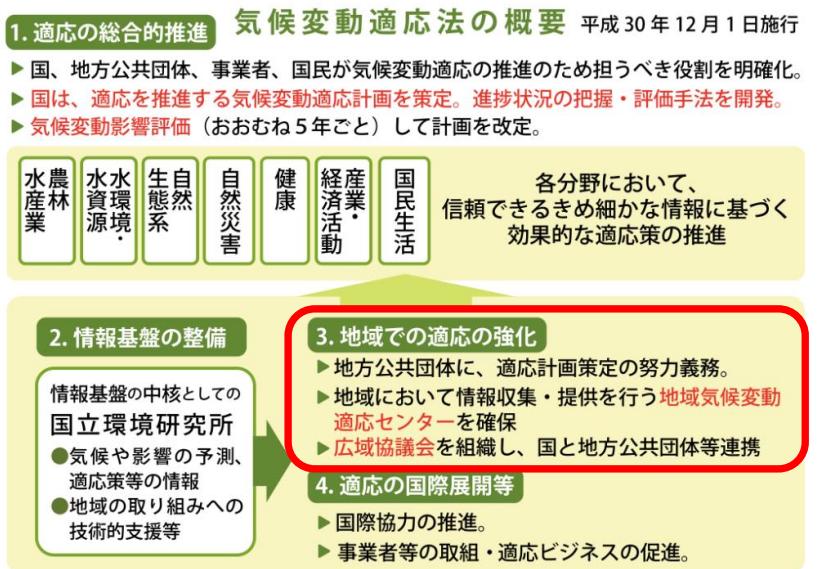 気候変動適応法の概要 平成30年12月1日施行
1. 適応の総合的推進
▶ 国、地方公共団体、事業者、国民が気候変動適応の推進のため担うべき役割を明確化。
▶ 国は、適応を推進する気候変動適応計画を策定。進捗状況の把握・評価手法を開発。
▶ 気候変動影響評価（おおむね5年ごと）して計画を改定。
農林
水産業
水環境・
水資源
自然
生態系
自然災害
健康
産業・
経済活動
国民生活
各分野において、
信頼できるきめ細かな情報に基づく
効果的な適応策の推進
2. 情報基盤の整備
情報基盤の中核としての
国立環境研究所
●気候や影響の予測、
適応策等の情報
●地域の取り組みへの
技術的支援等
3. 地域での適応の強化
▶地方公共団体に、適応計画策定の努力義務。
▶地域において情報収集・提供を行う地域気候変動
適応センターを確保
▶広域協議会を組織し、国と地方公共団体等連携
4. 適応の国際展開等
▶ 国際協力の推進。
▶ 事業者等の取組・適応ビジネスの促進。